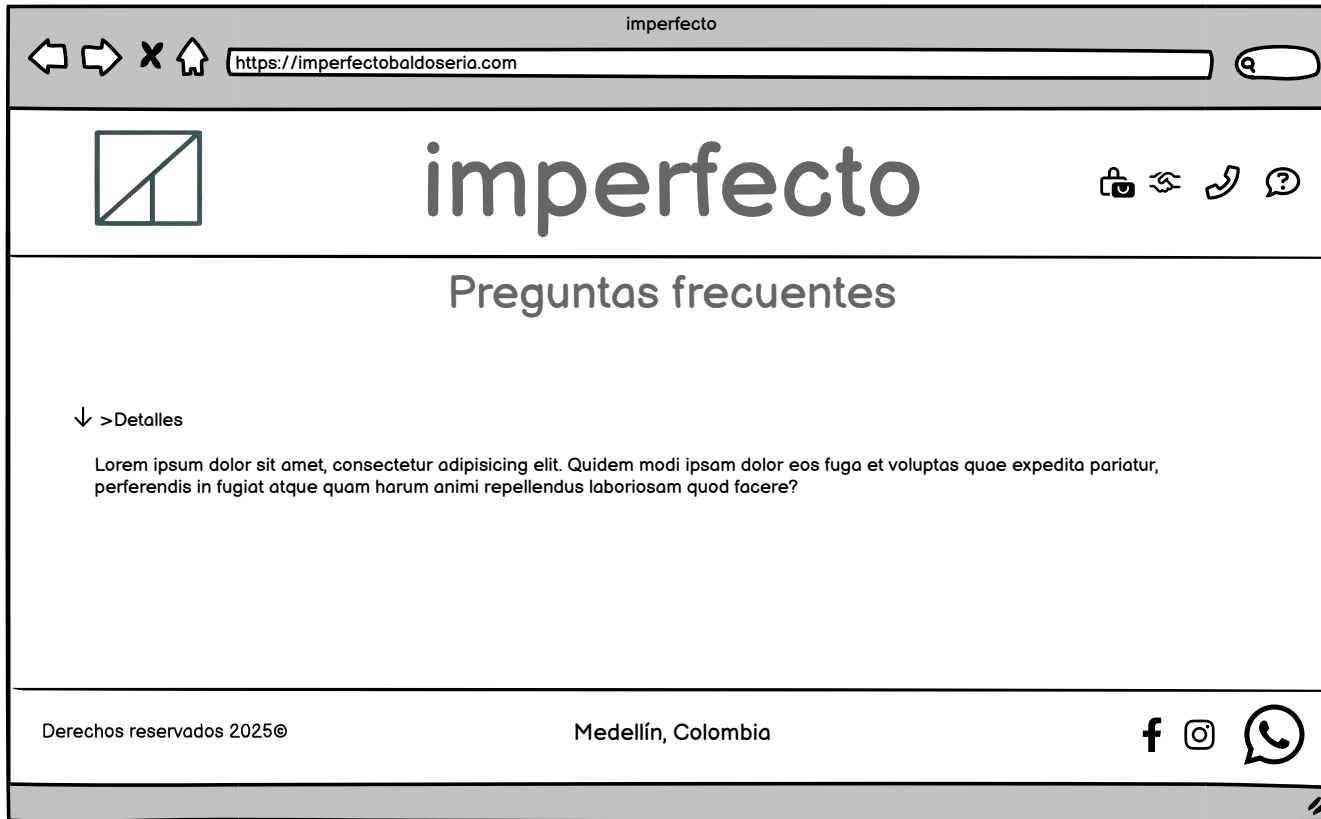 imperfecto
https://imperfectobaldoseria.com
imperfecto
Preguntas frecuentes
>Detalles
Lorem ipsum dolor sit amet, consectetur adipisicing elit. Quidem modi ipsam dolor eos fuga et voluptas quae expedita pariatur,
perferendis in fugiat atque quam harum animi repellendus laboriosam quod facere?
Derechos reservados 2025©
Medellín, Colombia